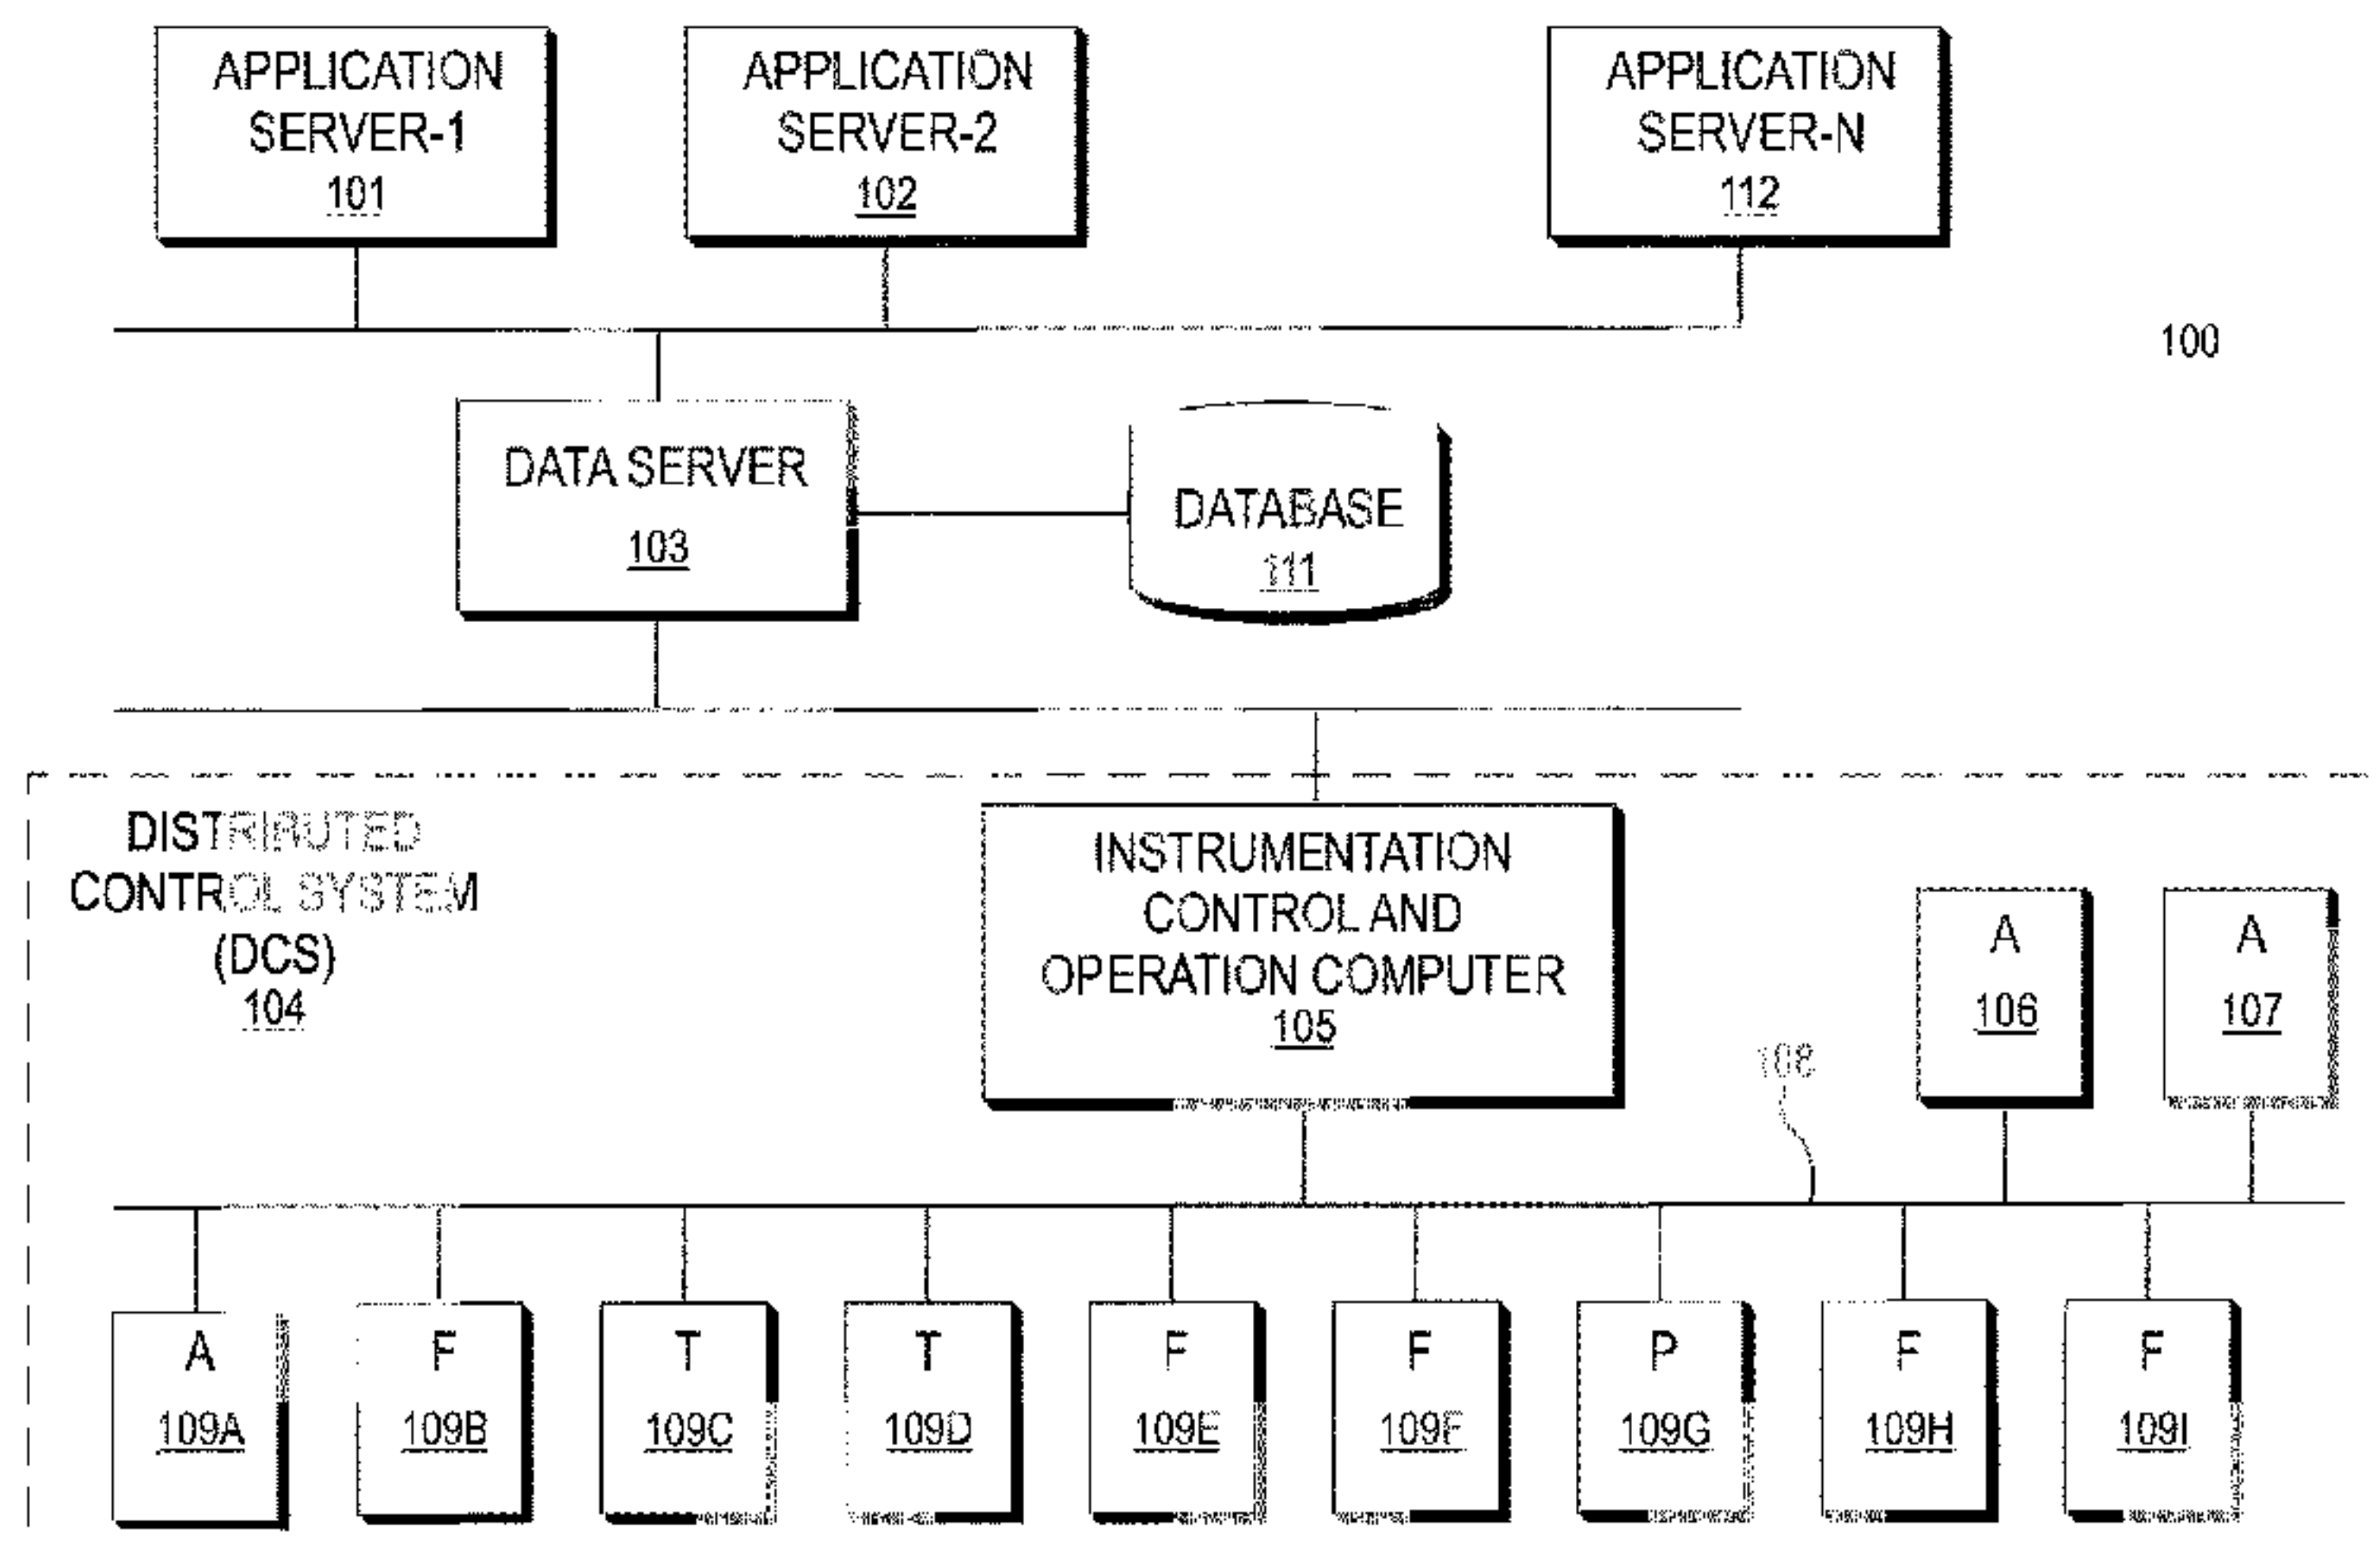 APPLICATION
SERVER-1
101
APPLICATION
SERVER-2
102
APPLICATION
SERVER-N
112
100
DATA SERVER
103
DATABASE
111
DISTRIBUTED
CONTROL SYSTEM
(DCS)
104
INSTRUMENTATION
CONTROL AND
OPERATION COMPUTER
105
A
106
A
107
108
A
109A
F
109B
T
109C
T
109D
F
109E
F
109F
P
109G
F
109H
F
109I